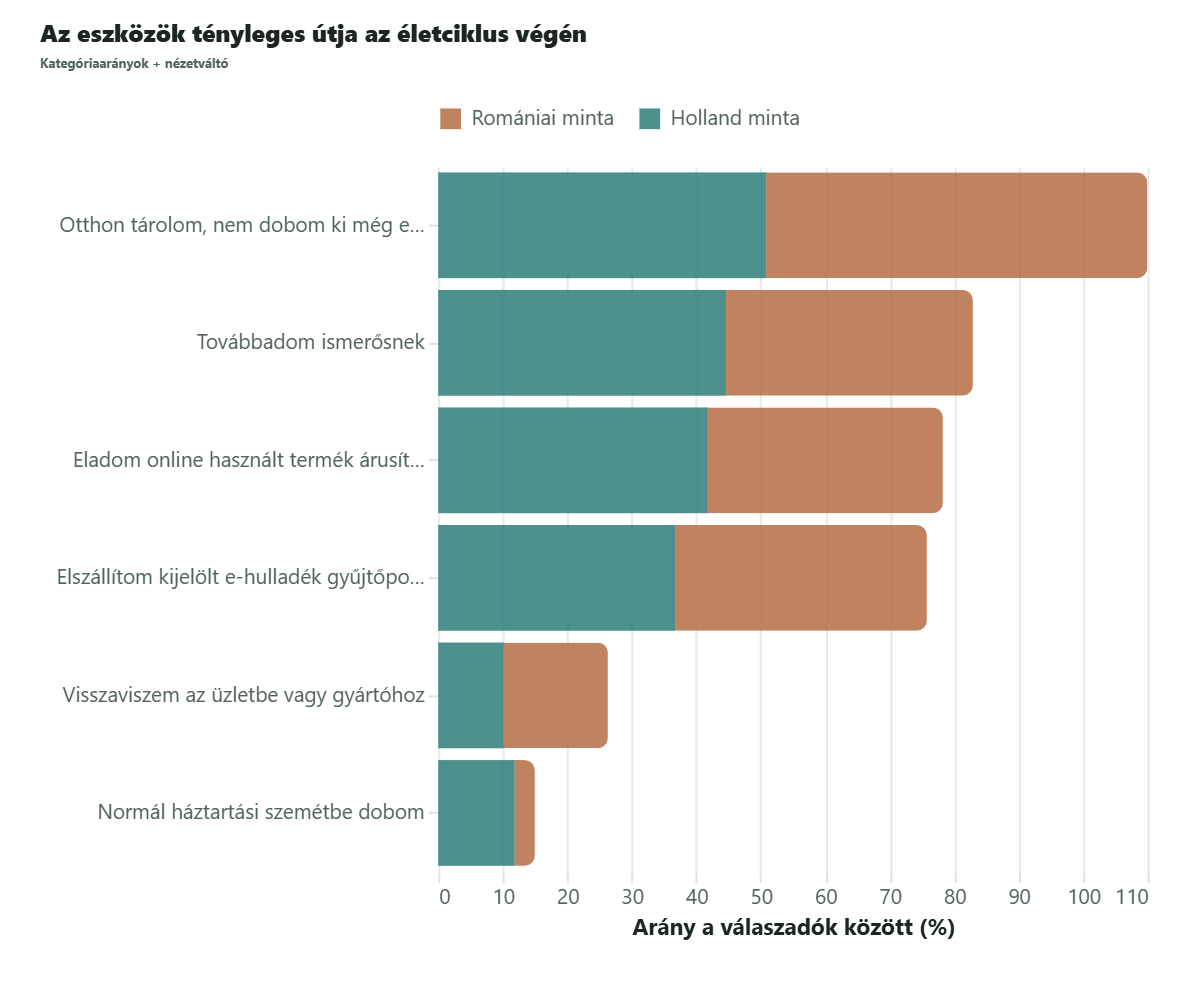 Az eszközök tényleges útja az életciklus végén
Kategóriaarányok + nézetváltó
Romániai minta
Holland minta
Otthon tárolom, nem dobom ki még e...
Továbbadom ismerősnek
Eladom online használt termék árusít...
Elszállítom kijelölt e-hulladék gyűjtőpo...
Visszaviszem az üzletbe vagy gyártóhoz
Normál háztartási szemétbe dobom
0 10 20 30 40 50 60 70 80 90 100 110
Arány a válaszadók között (%)